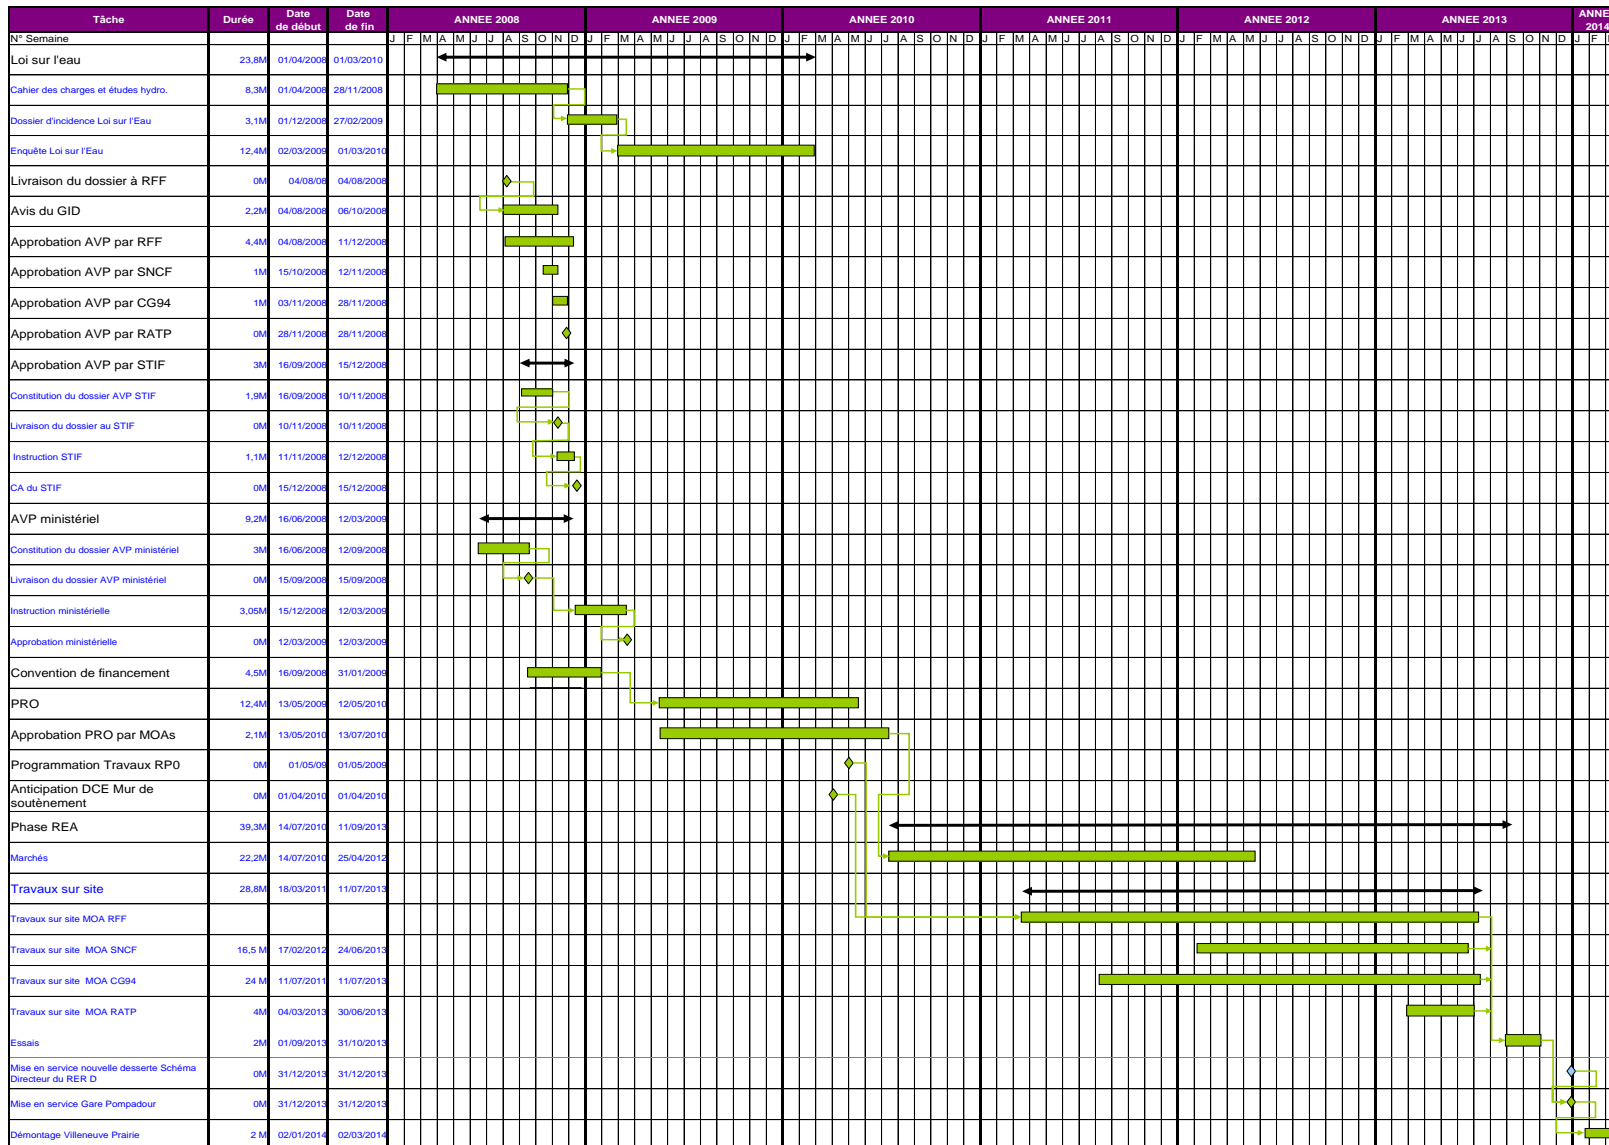 Tâche Durée Date de début Date de fin ANNEE 2008 ANNEE 2009 ANNEE 2010 ANNEE 2011 ANNEE 2012 ANNEE 2013 ANNE 2014
N° Semaine J F M A M J J A S O N D J F M A M J J A S O N D J F M A M J J A S O N D J F M A M J J A S O N D J F M A M J J A S O N D J F M A M J J A S O N D J F
Loi sur l'eau 23,8M 01/04/2008 01/03/2010
Cahier des charges et études hydro. 8,3M 01/04/2008 28/11/2008
Dossier d'incidence Loi sur l'Eau 3,1M 01/12/2008 27/02/2009
Enquête Loi sur l'Eau 12,4M 02/03/2009 01/03/2010
Livraison du dossier à RFF 0M 04/08/08 04/08/2008
Avis du GID 2,2M 04/08/2008 06/10/2008
Approbation AVP par RFF 4,4M 04/08/2008 11/12/2008
Approbation AVP par SNCF 1M 15/10/2008 12/11/2008
Approbation AVP par CG94 1M 03/11/2008 28/11/2008
Approbation AVP par RATP 0M 28/11/2008 28/11/2008
Approbation AVP par STIF 3M 16/09/2008 15/12/2008
Constitution du dossier AVP STIF 1,9M 16/09/2008 10/11/2008
Livraison du dossier au STIF 0M 10/11/2008 10/11/2008
Instruction STIF 1,1M 11/11/2008 12/12/2008
CA du STIF 0M 15/12/2008 15/12/2008
AVP ministériel 9,2M 16/06/2008 12/03/2009
Constitution du dossier AVP ministériel 3M 16/06/2008 12/09/2008
Livraison du dossier AVP ministériel 0M 15/09/2008 15/09/2008
Instruction ministérielle 3,05M 15/12/2008 12/03/2009
Approbation ministérielle 0M 12/03/2009 12/03/2009
Convention de financement 4,5M 16/09/2008 31/01/2009
PRO 12,4M 13/05/2009 12/05/2010
Approbation PRO par MOAs 2,1M 13/05/2010 13/07/2010
Programmation Travaux RP0 0M 01/05/09 01/05/2009
Anticipation DCE Mur de soutènement 0M 01/04/2010 01/04/2010
Phase REA 39,3M 14/07/2010 11/09/2013
Marchés 22,2M 14/07/2010 25/04/2012
Travaux sur site 28,8M 18/03/2011 11/07/2013
Travaux sur site MOA RFF
Travaux sur site MOA SNCF 16,5 M 17/02/2012 24/06/2013
Travaux sur site MOA CG94 24 M 11/07/2011 11/07/2013
Travaux sur site MOA RATP 4M 04/03/2013 30/06/2013
Essais 2M 01/09/2013 31/10/2013
Mise en service nouvelle desserte Schéma Directeur du RER D 0M 31/12/2013 31/12/2013
Mise en service Gare Pompadour 0M 31/12/2013 31/12/2013
Démontage Villeneuve Prairie 2 M 02/01/2014 02/03/2014